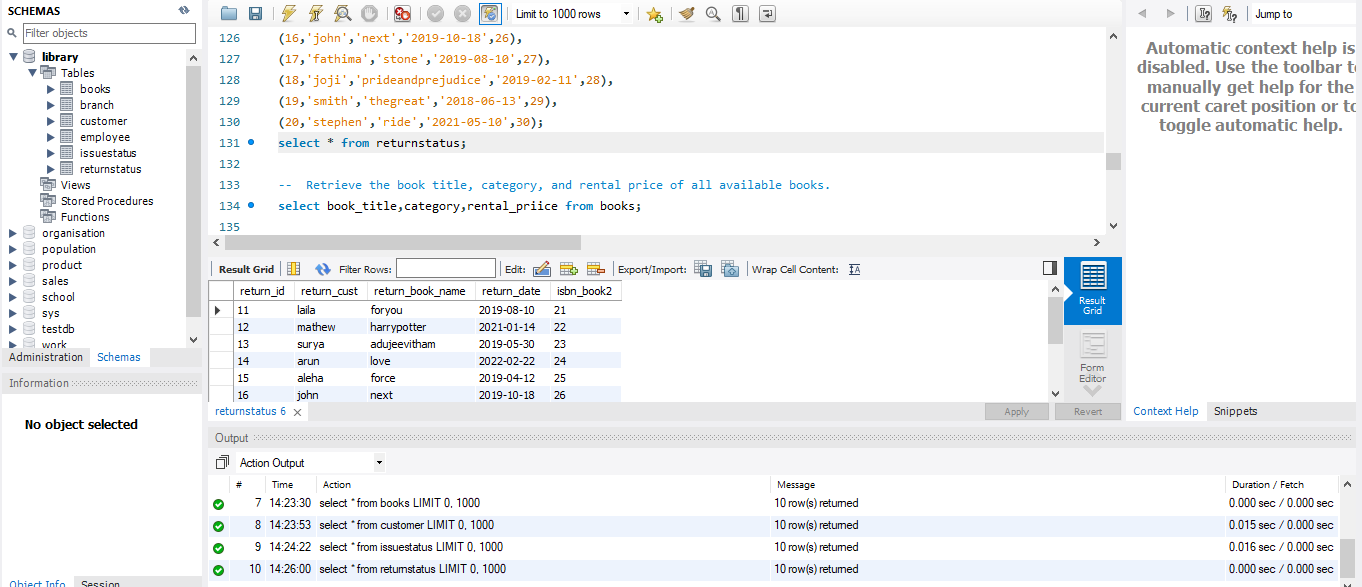 SCHEMAS
Filter objects
library
Tables
books
branch
customer
employee
issuestatus
returnstatus
Views
Stored Procedures
Functions
organisation
population
product
sales
school
sys
testdb
work
Administration Schemas
Information
No object selected
Object Info Session
Limit to 1000 rows
126 (16,'john','next','2019-10-18',26),
127 (17,'fathima','stone','2019-08-10',27),
128 (18,'joji','prideandprejudice','2019-02-11',28),
129 (19,'smith','thegreat','2018-06-13',29),
130 (20,'stephen','ride','2021-05-10',30);
131 select * from returnstatus;
132
133 -- Retrieve the book title, category, and rental price of all available books.
134 select book_title,category,rental_priice from books;
135
Result Grid Filter Rows: Edit: Export/Import: Wrap Cell Content: IA
return_id return_cust return_book_name return_date isbn_book2
11 laila foryou 2019-08-10 21
12 mathew harrypotter 2021-01-14 22
13 surya adujeevitham 2019-05-30 23
14 arun love 2022-02-22 24
15 aleha force 2019-04-12 25
16 john next 2019-10-18 26
Result
Grid
Form
Editor
returnstatus 6 Apply Revert
Jump to
Automatic context help is
disabled. Use the toolbar to
manually get help for the
current caret position or to
toggle automatic help.
Context Help Snippets
Output
Action Output
# Time Action Message Duration / Fetch
7 14:23:30 select * from books LIMIT 0, 1000 10 row(s) returned 0.000 sec / 0.000 sec
8 14:23:53 select * from customer LIMIT 0, 1000 10 row(s) returned 0.015 sec / 0.000 sec
9 14:24:22 select * from issuestatus LIMIT 0, 1000 10 row(s) returned 0.016 sec / 0.000 sec
10 14:26:00 select * from returnstatus LIMIT 0, 1000 10 row(s) returned 0.000 sec / 0.000 sec